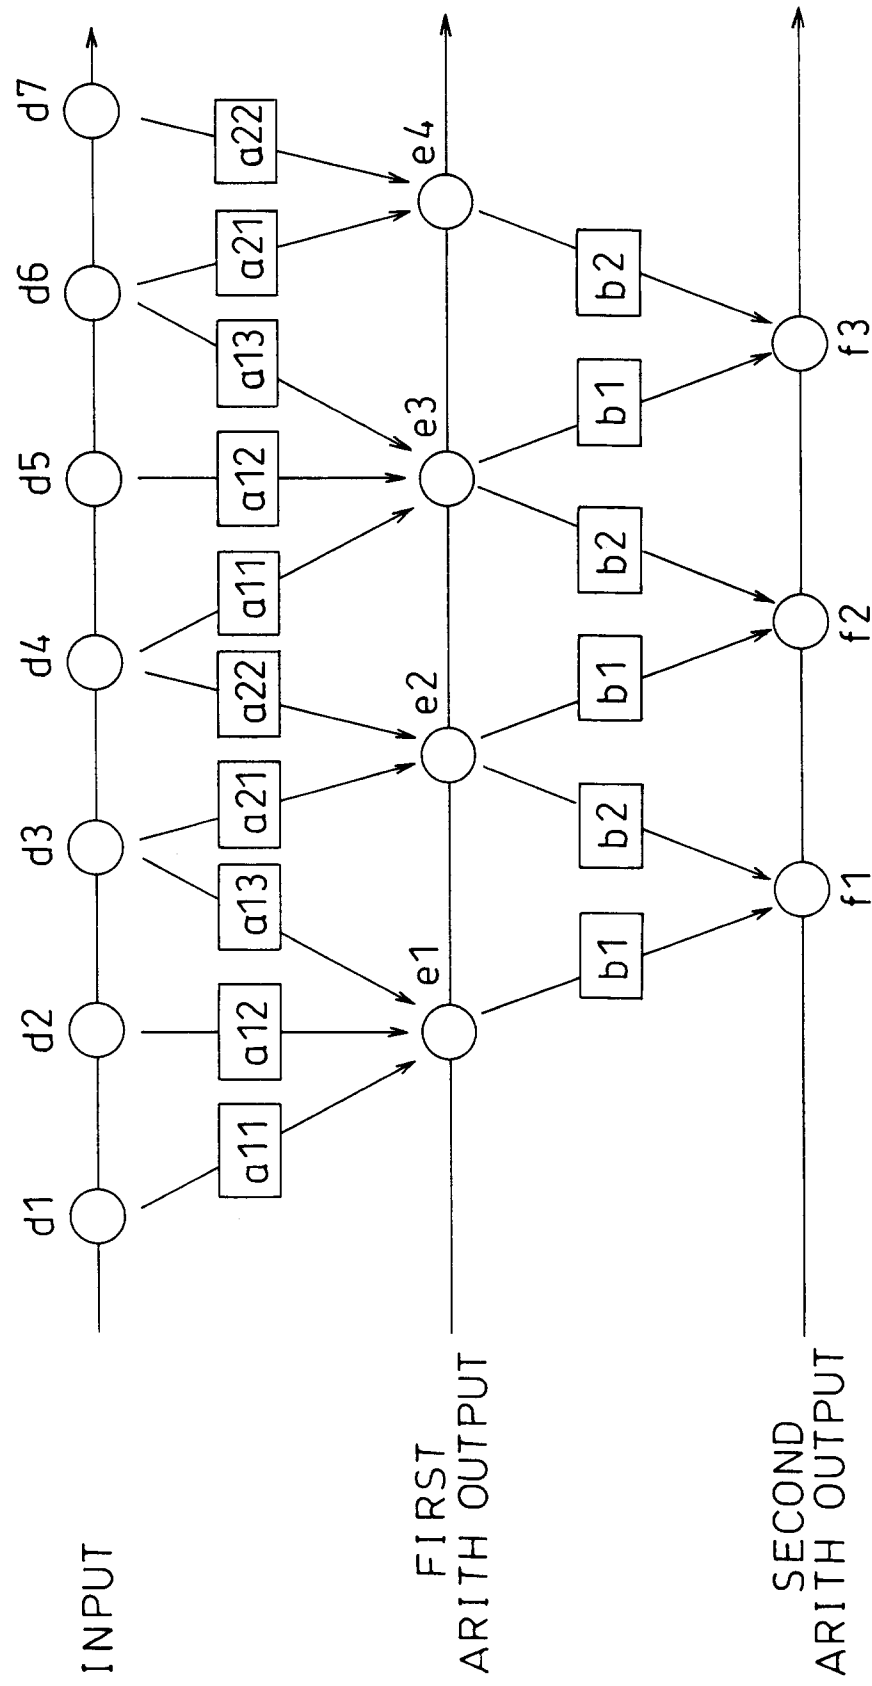 INPUT
d1 d2 d3 d4 d5 d6 d7
a11 a12 a13 a21 a22 a11 a12 a13 a21 a22
FIRST
ARITH OUTPUT
e1 e2 e3 e4
b1 b2 b1 b2 b1 b2
SECOND
ARITH OUTPUT
f1 f2 f3